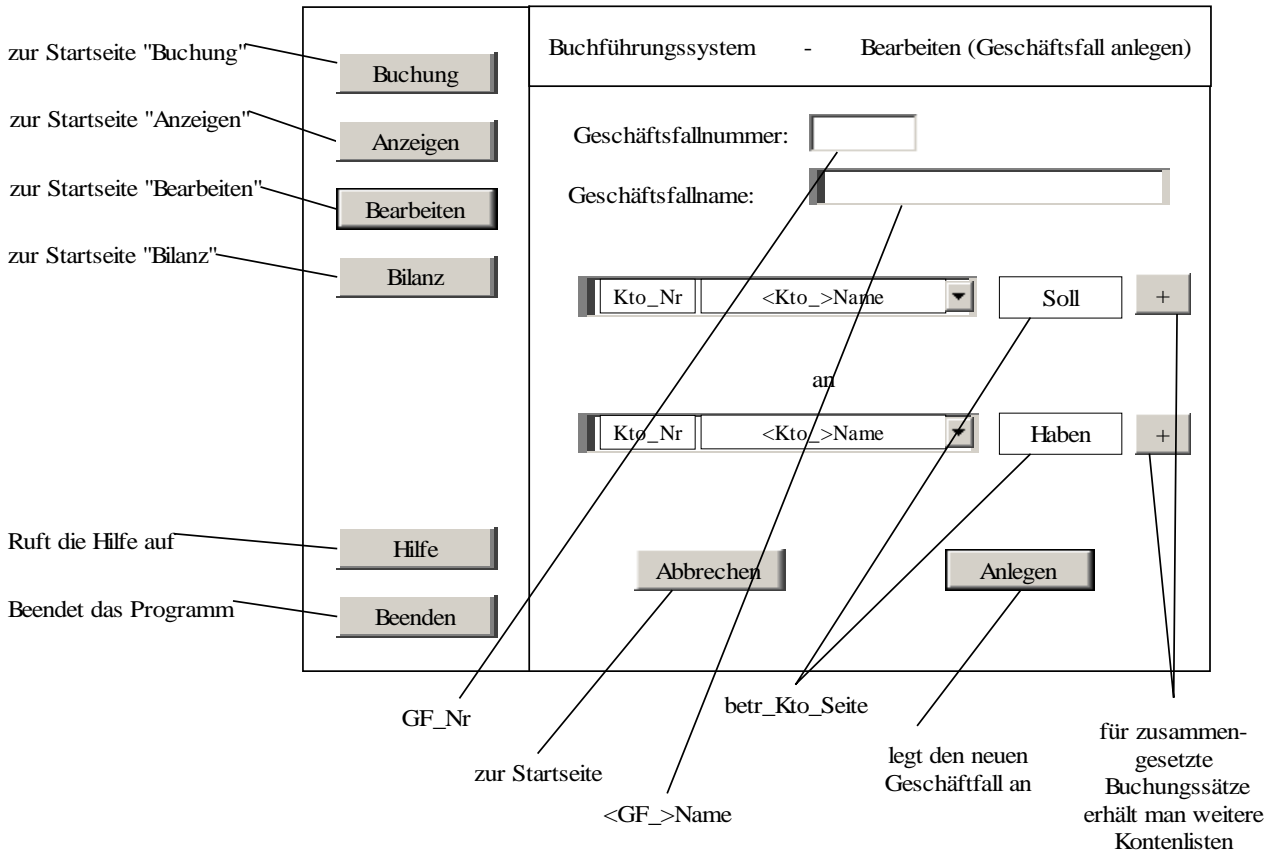 zur Startseite "Buchung"
Buchung
Buchführungssystem - Bearbeiten (Geschäftsfall anlegen)
zur Startseite "Anzeigen"
Anzeigen
Geschäftsfallnummer:
zur Startseite "Bearbeiten"
Bearbeiten
Geschäftsfallname:
zur Startseite "Bilanz"
Bilanz
Kto_Nr <Kto_>Name Soll +
an
Kto_Nr <Kto_>Name Haben +
Ruft die Hilfe auf
Hilfe
Abbrechen
Anlegen
Beendet das Programm
Beenden
GF_Nr
betr_Kto_Seite
zur Startseite
<GF_>Name
legt den neuen
Geschäftfall an
für zusammen-
gesetzte
Buchungssätze
erhält man weitere
Kontenlisten